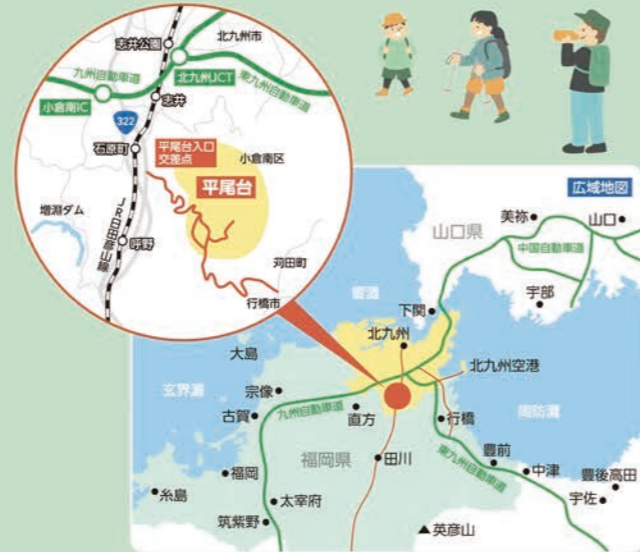 志井公園
北九州市
九州自動車道
北九州JCT
東九州自動車道
小倉南IC
志井
322
石原町
平尾台入口
交差点
小倉南区
平尾台
増淵ダム
JR日田彦山線
呼野
苅田町
行橋市
広域地図
美祢
山口
山口県
中国自動車道
宇部
響灘
下関
北九州
大島
北九州空港
玄界灘
宗像
九州自動車道
周防灘
古賀
直方
行橋
福岡県
田川
豊前
東九州自動車道
中津
豊後高田
福岡
糸島
太宰府
宇佐
筑紫野
英彦山